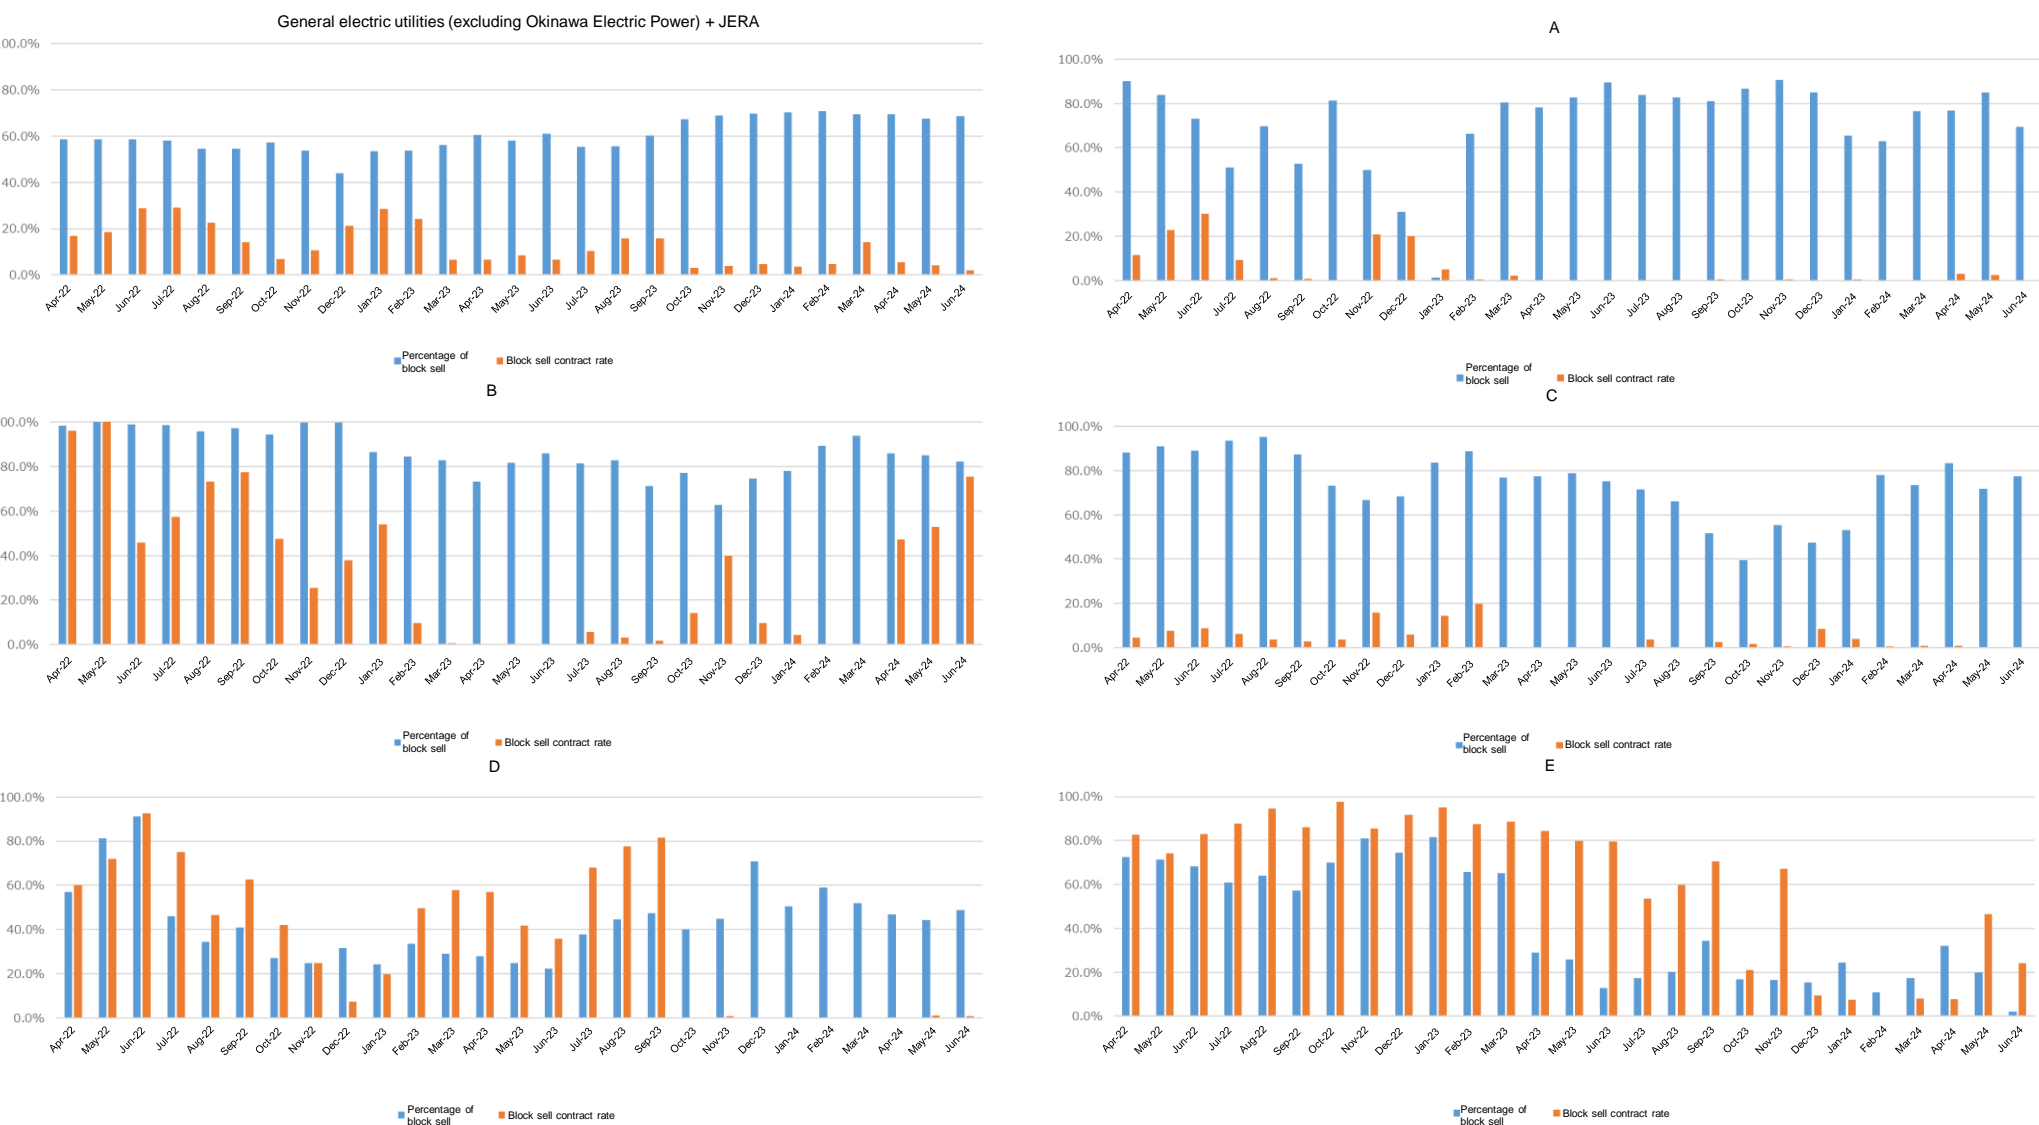 General electric utilities (excluding Okinawa Electric Power) + JERA
00.0%
80.0%
60.0%
40.0%
20.0%
0.0%
Apr-22 May-22 Jun-22 Jul-22 Aug-22 Sep-22 Oct-22 Nov-22 Dec-22 Jan-23 Feb-23 Mar-23 Apr-23 May-23 Jun-23 Jul-23 Aug-23 Sep-23 Oct-23 Nov-23 Dec-23 Jan-24 Feb-24 Mar-24 Apr-24 May-24 Jun-24
Percentage of
block sell
Block sell contract rate
A
100.0%
80.0%
60.0%
40.0%
20.0%
0.0%
Apr-22 May-22 Jun-22 Jul-22 Aug-22 Sep-22 Oct-22 Nov-22 Dec-22 Jan-23 Feb-23 Mar-23 Apr-23 May-23 Jun-23 Jul-23 Aug-23 Sep-23 Oct-23 Nov-23 Dec-23 Jan-24 Feb-24 Mar-24 Apr-24 May-24 Jun-24
Percentage of
block sell
Block sell contract rate
B
00.0%
80.0%
60.0%
40.0%
20.0%
0.0%
Apr-22 May-22 Jun-22 Jul-22 Aug-22 Sep-22 Oct-22 Nov-22 Dec-22 Jan-23 Feb-23 Mar-23 Apr-23 May-23 Jun-23 Jul-23 Aug-23 Sep-23 Oct-23 Nov-23 Dec-23 Jan-24 Feb-24 Mar-24 Apr-24 May-24 Jun-24
Percentage of
block sell
Block sell contract rate
C
100.0%
80.0%
60.0%
40.0%
20.0%
0.0%
Apr-22 May-22 Jun-22 Jul-22 Aug-22 Sep-22 Oct-22 Nov-22 Dec-22 Jan-23 Feb-23 Mar-23 Apr-23 May-23 Jun-23 Jul-23 Aug-23 Sep-23 Oct-23 Nov-23 Dec-23 Jan-24 Feb-24 Mar-24 Apr-24 May-24 Jun-24
Percentage of
block sell
Block sell contract rate
D
100.0%
80.0%
60.0%
40.0%
20.0%
0.0%
Apr-22 May-22 Jun-22 Jul-22 Aug-22 Sep-22 Oct-22 Nov-22 Dec-22 Jan-23 Feb-23 Mar-23 Apr-23 May-23 Jun-23 Jul-23 Aug-23 Sep-23 Oct-23 Nov-23 Dec-23 Jan-24 Feb-24 Mar-24 Apr-24 May-24 Jun-24
Percentage of
block sell
Block sell contract rate
E
100.0%
80.0%
60.0%
40.0%
20.0%
0.0%
Apr-22 May-22 Jun-22 Jul-22 Aug-22 Sep-22 Oct-22 Nov-22 Dec-22 Jan-23 Feb-23 Mar-23 Apr-23 May-23 Jun-23 Jul-23 Aug-23 Sep-23 Oct-23 Nov-23 Dec-23 Jan-24 Feb-24 Mar-24 Apr-24 May-24 Jun-24
Percentage of
block sell
Block sell contract rate